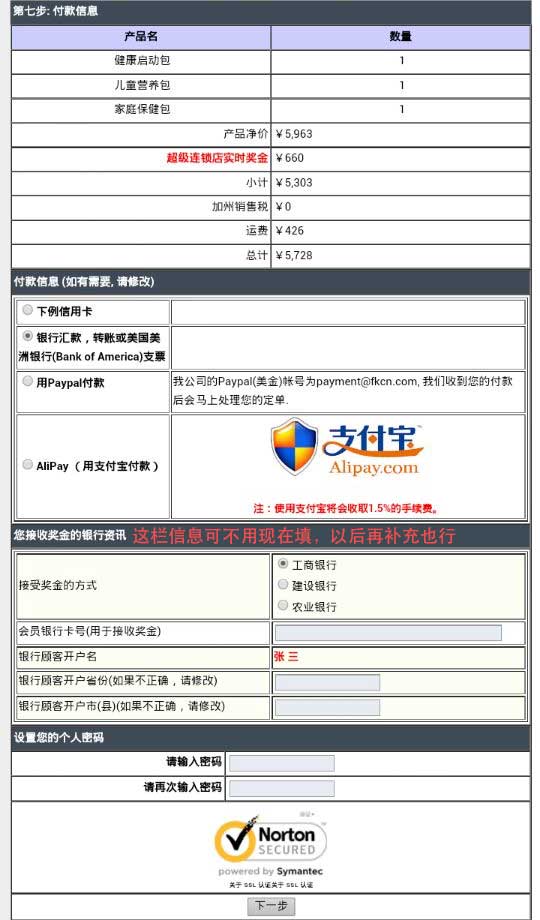 第七步: 付款信息
产品名 数量
健康启动包 1
儿童营养包 1
家庭保健包 1
产品净价 ￥5,963
超级连锁店实时奖金 ￥660
小计 ￥5,303
加州销售税 ￥0
运费 ￥426
总计 ￥5,728
付款信息 (如有需要, 请修改)
下例信用卡
银行汇款，转账或美国美
洲银行(Bank of America)支票
用Paypal付款 我公司的Paypal(美金)帐号为payment@fkcn.com, 我们收到您的付款
后会马上处理您的定单.
支付宝
Alipay.com
AliPay （用支付宝付款）
注：使用支付宝将会收取1.5%的手续费。
您接收奖金的银行资讯 这栏信息可不用现在填，以后再补充也行
接受奖金的方式
工商银行
建设银行
农业银行
会员银行卡号(用于接收奖金)
银行顾客开户名 张 三
银行顾客开户省份(如果不正确，请修改)
银行顾客开户市(县)(如果不正确，请修改)
设置您的个人密码
请输入密码
请再次输入密码
Norton
SECURED
powered by Symantec
关于 SSL 认证关于 SSL 认证
下一步